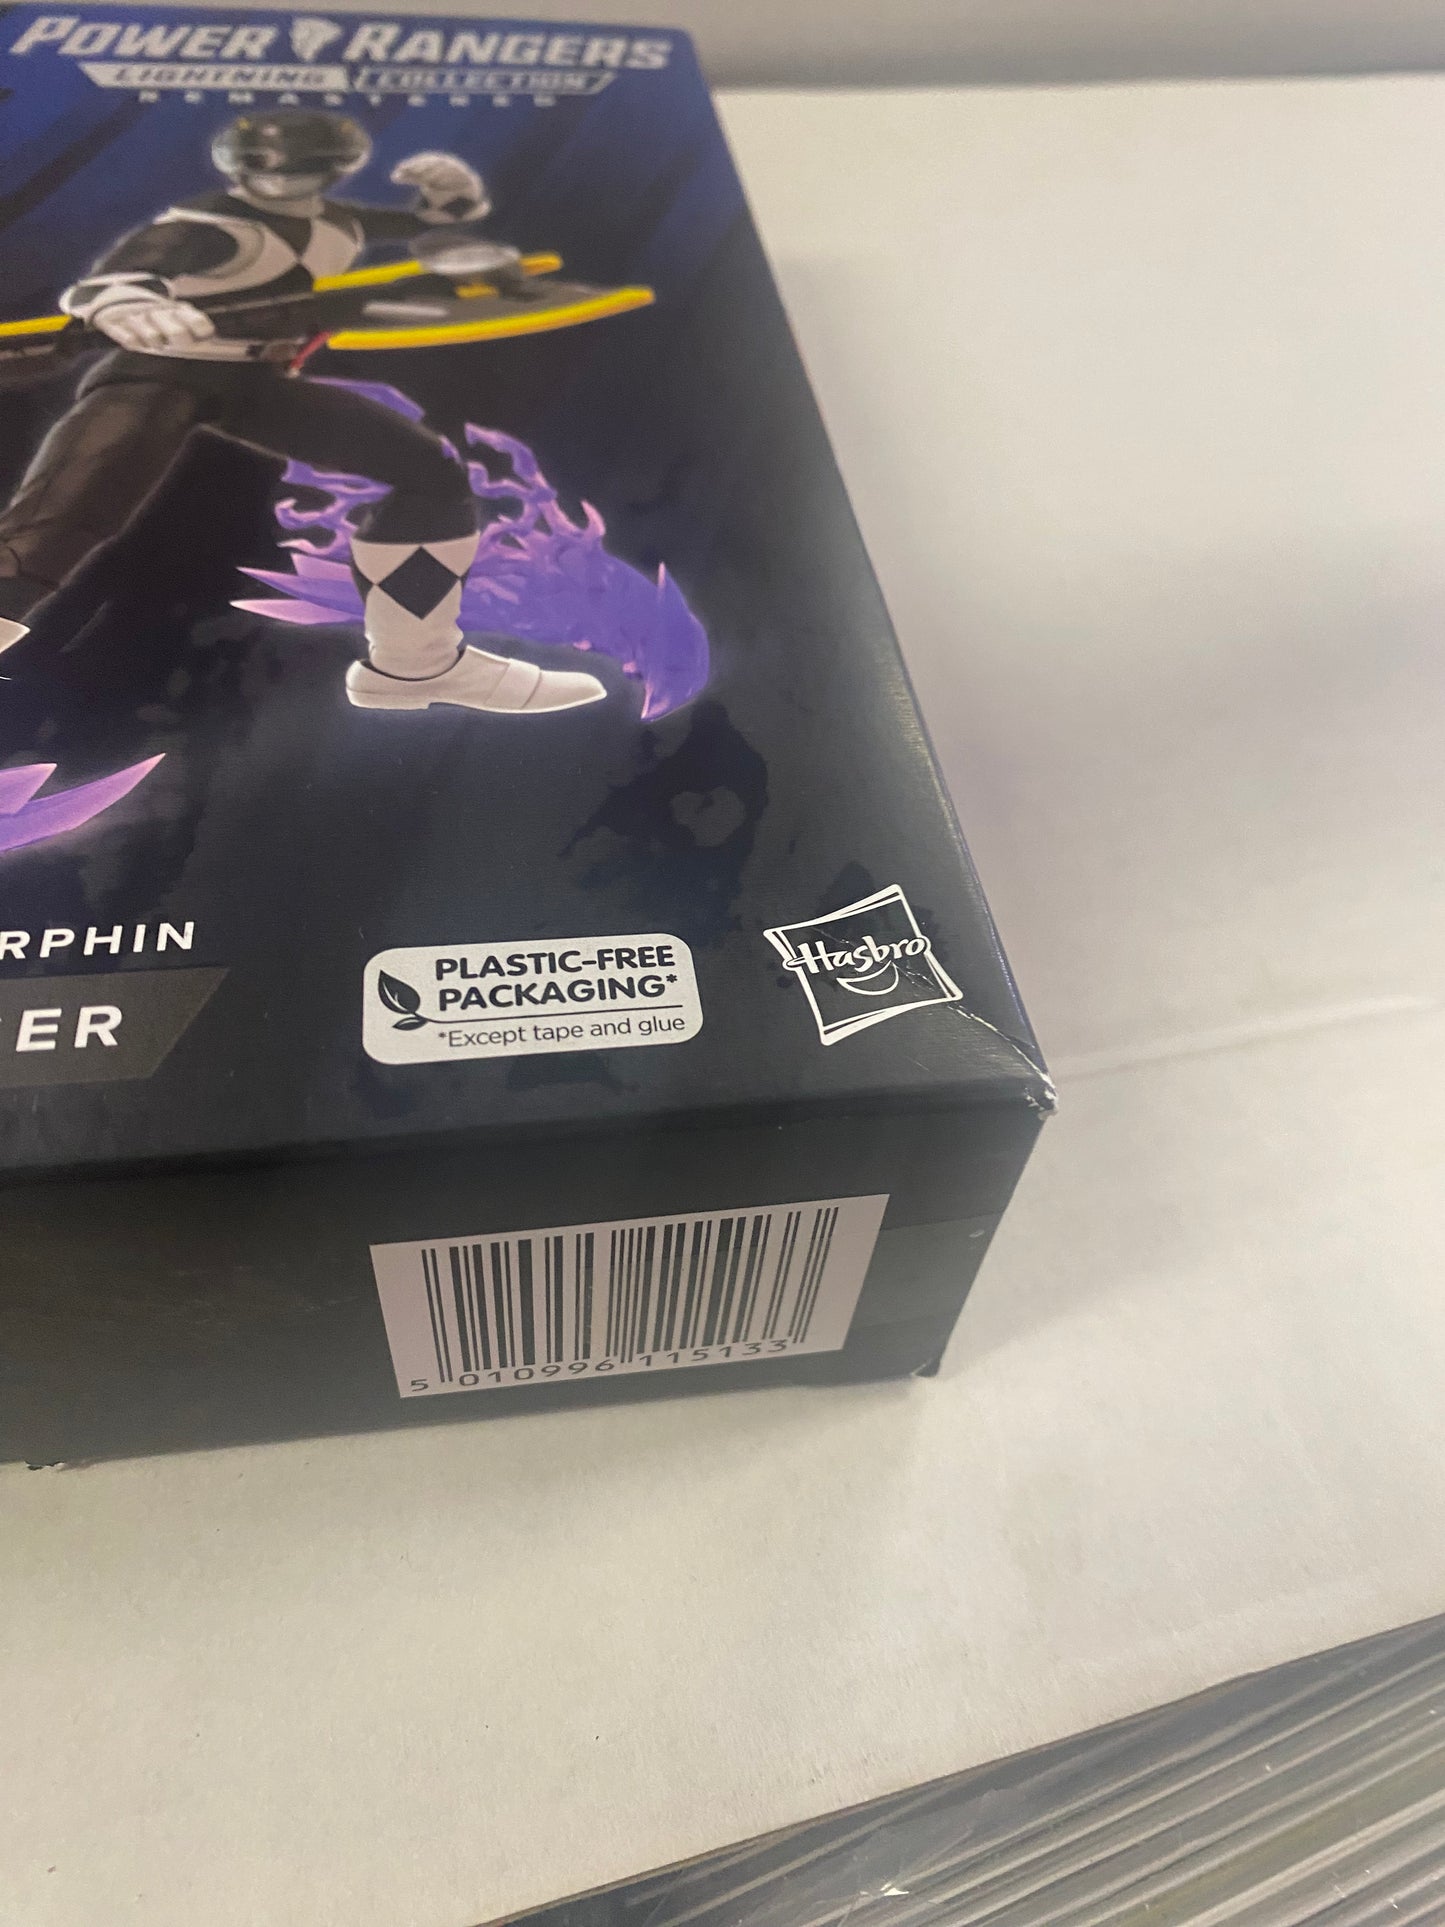 POWER RANGERS
LIGHTNING COLLECTION
REMASTERED
RPHIN
ER
PLASTIC-FREE
PACKAGING*
*Except tape and glue
Hasbro
5 010996 115133